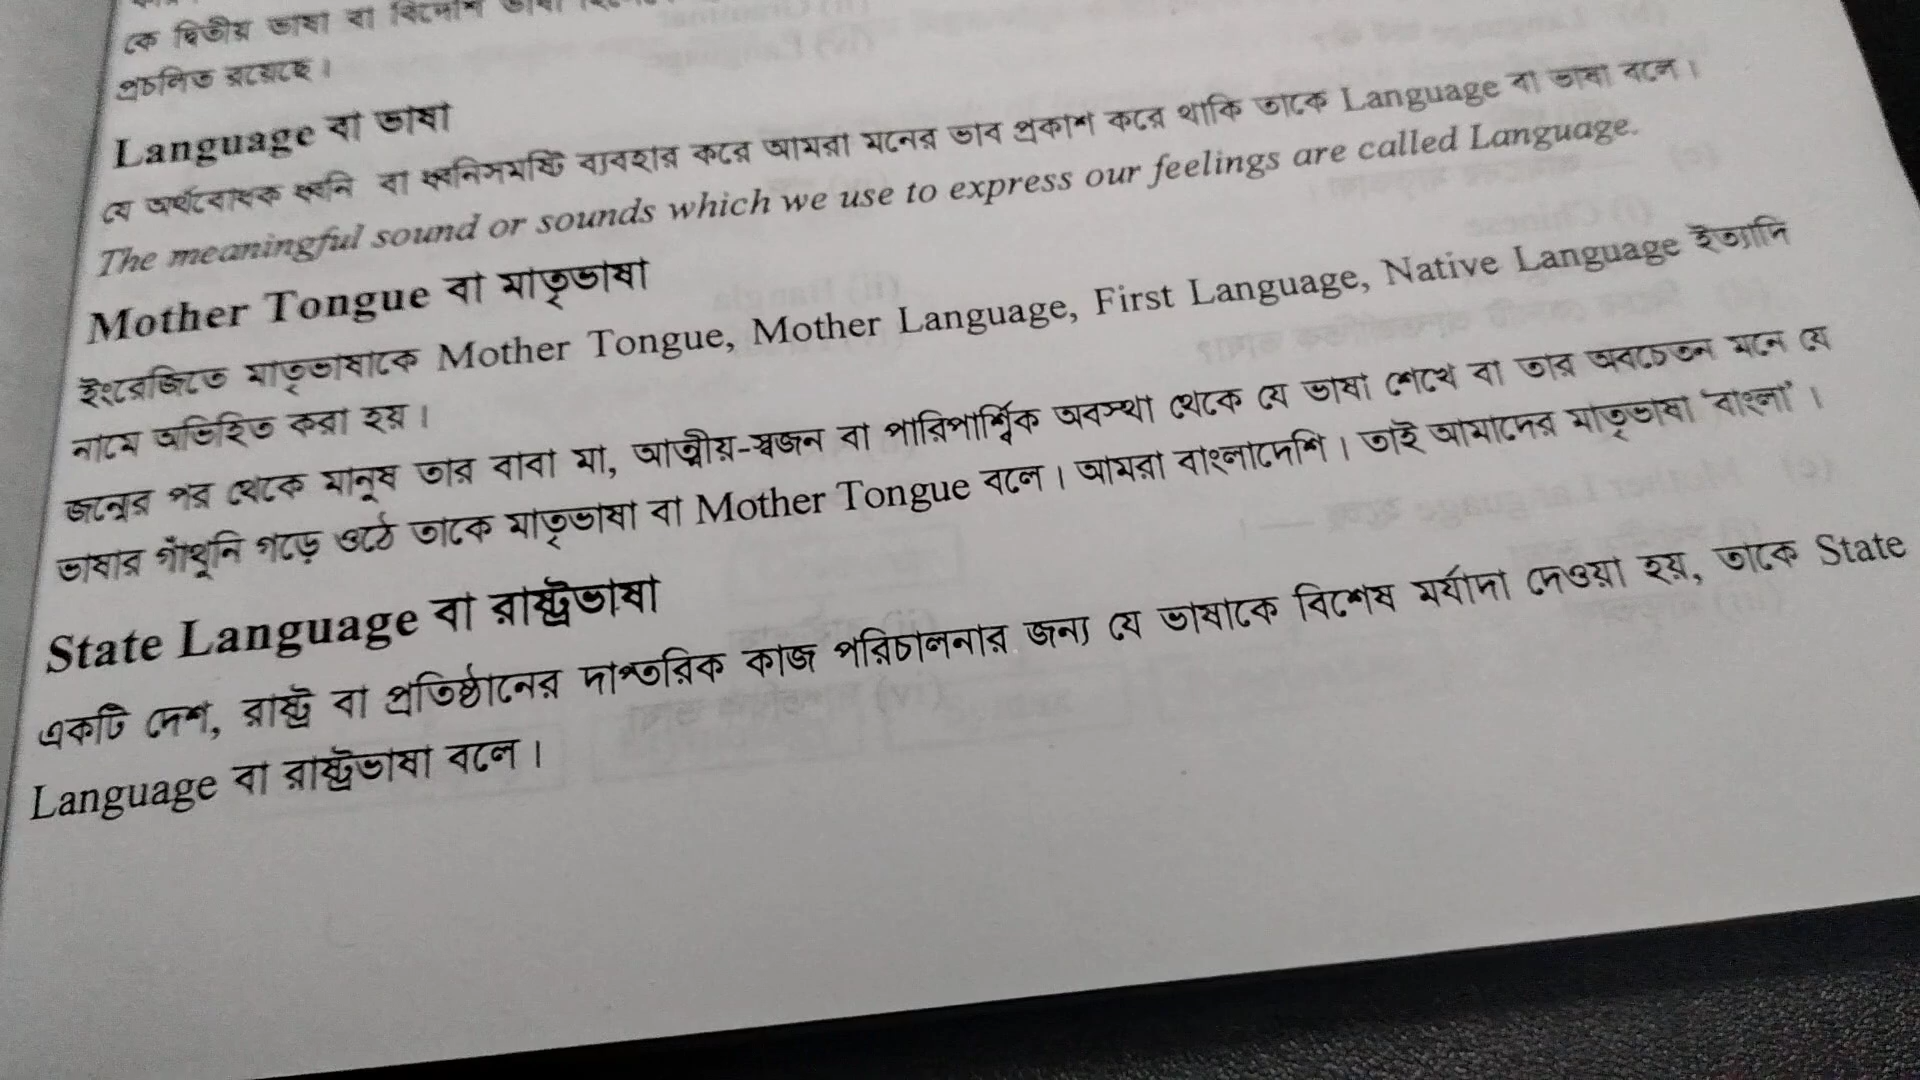 কে দ্বিতীয় ভাষা বা বিদেশি ভাষা
প্রচলিত রয়েছে।
Language বা ভাষা
যে অর্থবোধক ধ্বনি বা ধ্বনিসমষ্টি ব্যবহার করে আমরা মনের ভাব প্রকাশ করে থাকি তাকে Language বা ভাষা বলে।
The meaningful sound or sounds which we use to express our feelings are called Language.
Mother Tongue বা মাতৃভাষা
ইংরেজিতে মাতৃভাষাকে Mother Tongue, Mother Language, First Language, Native Language ইত্যাদি
নামে অভিহিত করা হয়।
জন্মের পর থেকে মানুষ তার বাবা মা, আত্মীয়-স্বজন বা পারিপার্শ্বিক অবস্থা থেকে যে ভাষা শেখে বা তার অবচেতন মনে যে
ভাষার গাঁথুনি গড়ে ওঠে তাকে মাতৃভাষা বা Mother Tongue বলে। আমরা বাংলাদেশি। তাই আমাদের মাতৃভাষা ‘বাংলা’।
State Language বা রাষ্ট্রভাষা
একটি দেশ, রাষ্ট্র বা প্রতিষ্ঠানের দাপ্তরিক কাজ পরিচালনার জন্য যে ভাষাকে বিশেষ মর্যাদা দেওয়া হয়, তাকে State
Language বা রাষ্ট্রভাষা বলে।